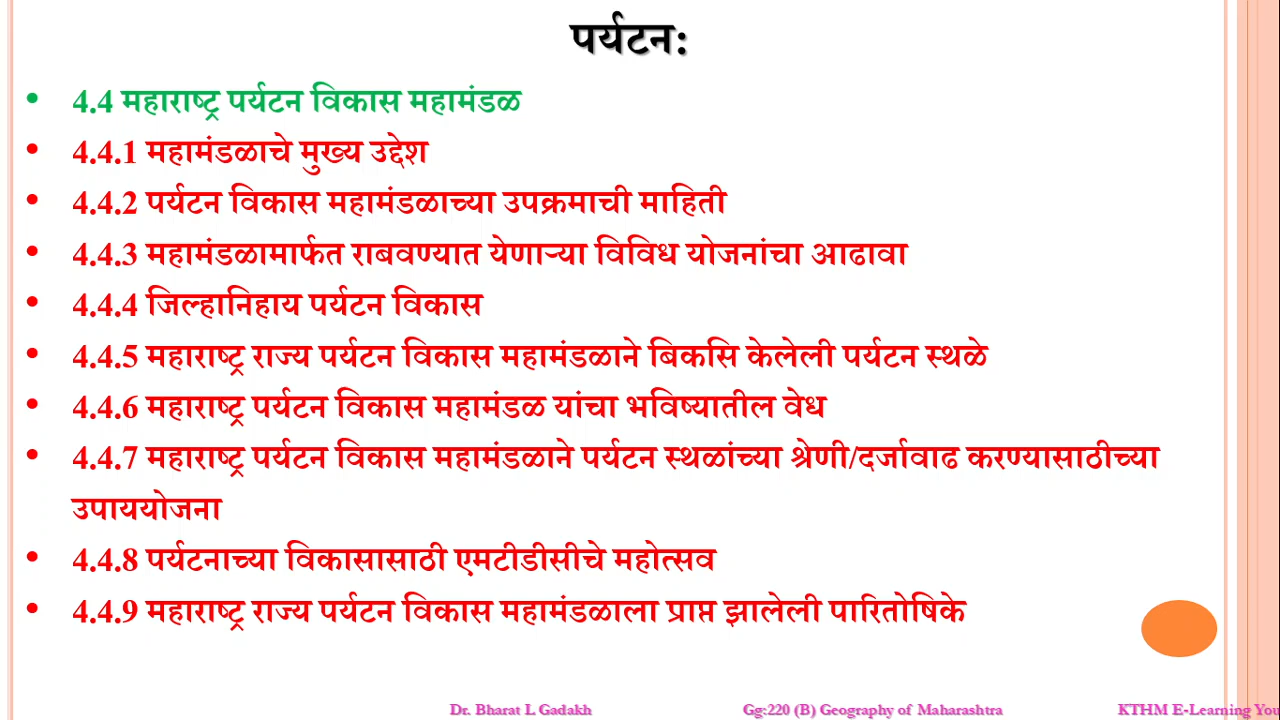 पर्यटन:
• 4.4 महाराष्ट्र पर्यटन विकास महामंडळ
• 4.4.1 महामंडळाचे मुख्य उद्देश
• 4.4.2 पर्यटन विकास महामंडळाच्या उपक्रमाची माहिती
• 4.4.3 महामंडळामार्फत राबवण्यात येणाऱ्या विविध योजनांचा आढावा
• 4.4.4 जिल्हानिहाय पर्यटन विकास
• 4.4.5 महाराष्ट्र राज्य पर्यटन विकास महामंडळाने बिकसि केलेली पर्यटन स्थळे
• 4.4.6 महाराष्ट्र पर्यटन विकास महामंडळ यांचा भविष्यातील वेध
• 4.4.7 महाराष्ट्र पर्यटन विकास महामंडळाने पर्यटन स्थळांच्या श्रेणी/दर्जावाढ करण्यासाठीच्या
उपाययोजना
• 4.4.8 पर्यटनाच्या विकासासाठी एमटीडीसीचे महोत्सव
• 4.4.9 महाराष्ट्र राज्य पर्यटन विकास महामंडळाला प्राप्त झालेली पारितोषिके
Dr. Bharat L Gadakh Gg:220 (B) Geography of Maharashtra KTHM E-Learning You